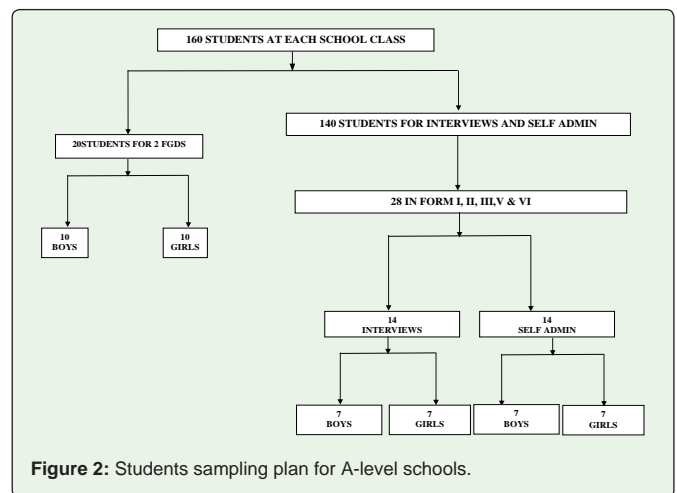 160 STUDENTS AT EACH SCHOOL CLASS
20STUDENTS FOR 2 FGDS
140 STUDENTS FOR INTERVIEWS AND SELF ADMIN
28 IN FORM I, II, III,V & VI
10
BOYS
10
GIRLS
14
INTERVIEWS
14
SELF ADMIN
7
BOYS
7
GIRLS
7
BOYS
7
GIRLS
Figure 2: Students sampling plan for A-level schools.